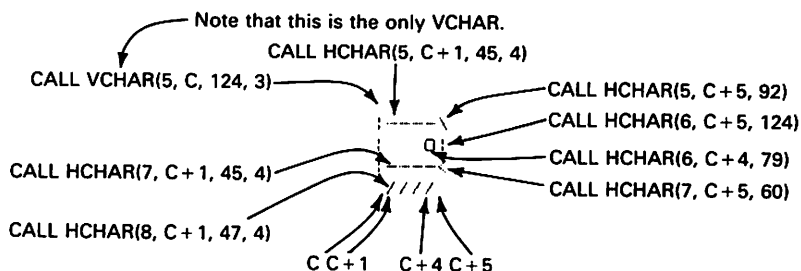 Note that this is the only VCHAR.
CALL HCHAR(5, C+1, 45, 4)
CALL VCHAR(5, C, 124, 3)
CALL HCHAR(5, C+5, 92)
CALL HCHAR(6, C+5, 124)
CALL HCHAR(6, C+4, 79)
CALL HCHAR(7, C+1, 45, 4)
CALL HCHAR(7, C+5, 60)
CALL HCHAR(8, C+1, 47, 4)
C C+1 C+4 C+5